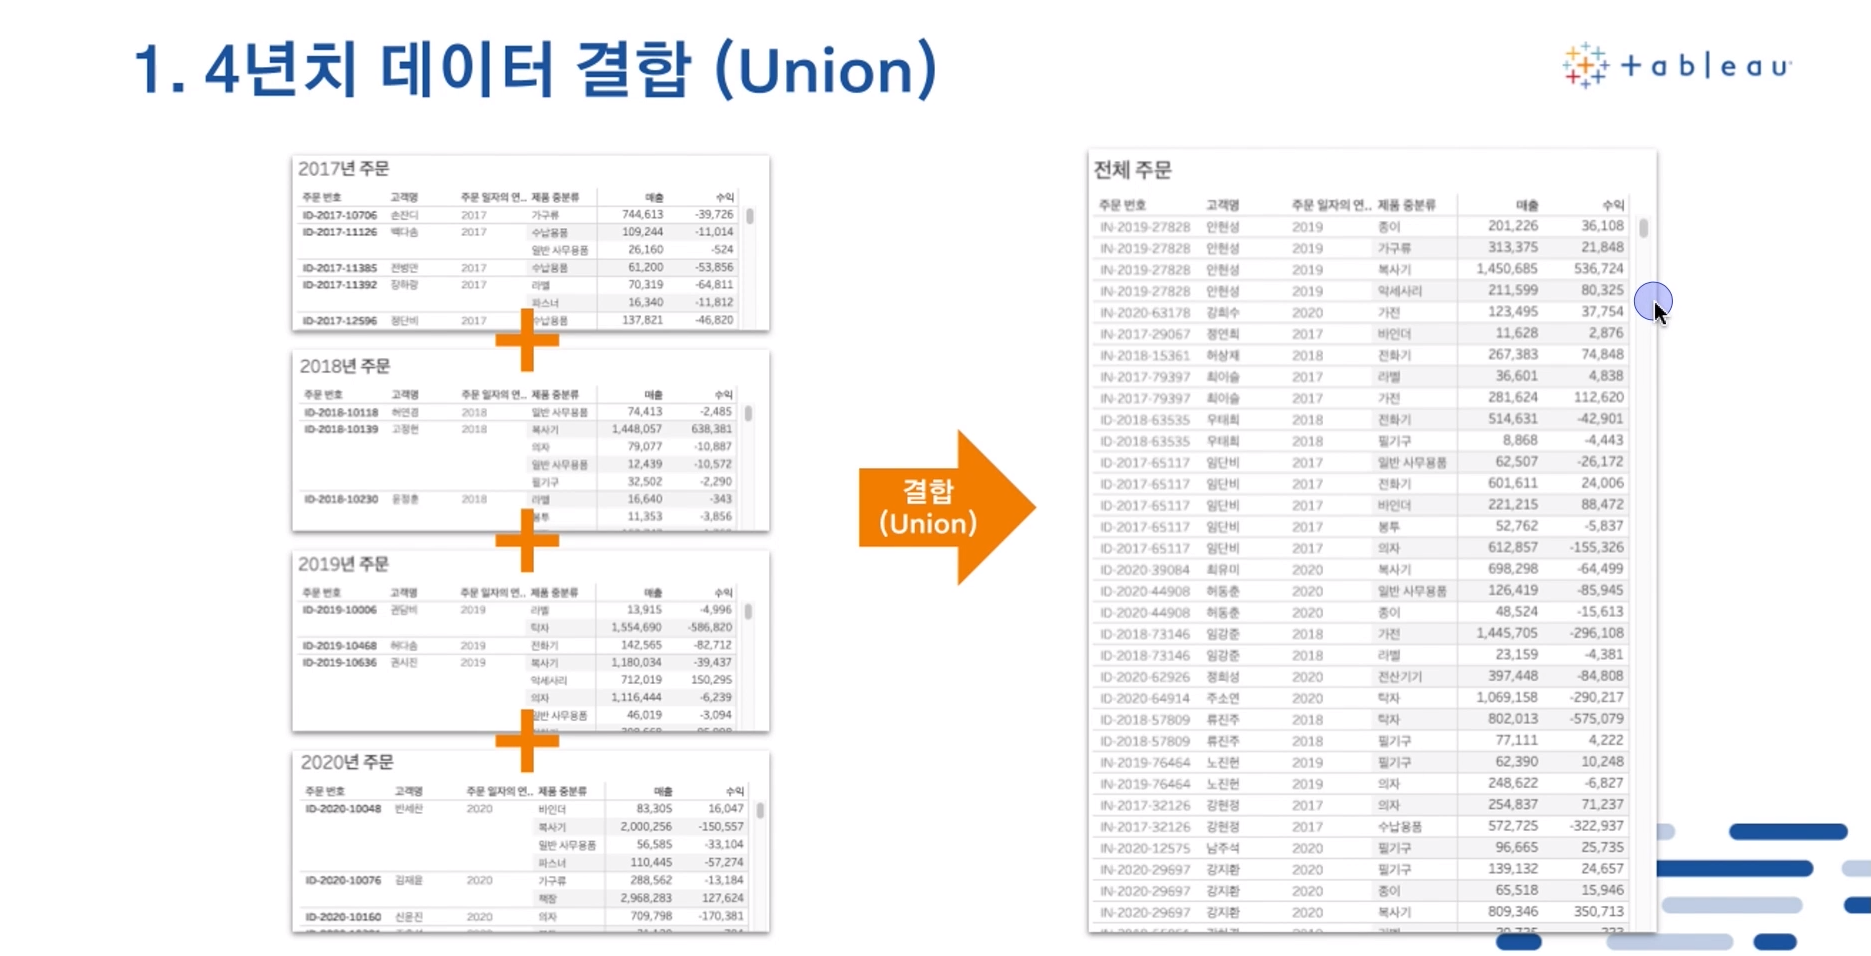 1. 4년치 데이터 결합 (Union)
+ a b l e a u
2017년 주문
주문 번호 고객명 주문 일자의 연.. 제품 중분류 매출 수익
ID-2017-10706 손잔디 2017 가구류 744,613 -39,726
ID-2017-11126 백다솜 2017 수납용품 109,244 -11,014
일반 사무용품 26,160 -524
ID-2017-11385 전병만 2017 수납용품 61,200 -53,856
ID-2017-11392 장하랑 2017 라벨 70,319 -64,811
파스너 16,340 -11,812
ID-2017-12596 정단비 2017 수납용품 137,821 -46,820
2018년 주문
주문 번호 고객명 주문 일자의 연.. 제품 중분류 매출 수익
ID-2018-10118 허연경 2018 일반 사무용품 74,413 -2,485
ID-2018-10139 고정현 2018 복사기 1,448,057 638,381
의자 79,077 -10,887
일반 사무용품 12,439 -10,572
필기구 32,502 -2,290
ID-2018-10230 윤정훈 2018 라벨 16,640 -343
봉투 11,353 -3,856
2019년 주문
주문 번호 고객명 주문 일자의 연.. 제품 중분류 매출 수익
ID-2019-10006 권담비 2019 라벨 13,915 -4,996
탁자 1,554,690 -586,820
ID-2019-10468 허다솜 2019 전화기 142,565 -82,712
ID-2019-10636 권시진 2019 복사기 1,180,034 -39,437
악세사리 712,019 150,295
의자 1,116,444 -6,239
일반 사무용품 46,019 -3,094
2020년 주문
주문 번호 고객명 주문 일자의 연.. 제품 중분류 매출 수익
ID-2020-10048 반세찬 2020 바인더 83,305 16,047
복사기 2,000,256 -150,557
일반 사무용품 56,585 -33,104
파스너 110,445 -57,274
ID-2020-10076 김재윤 2020 가구류 288,562 -13,184
책장 2,968,283 127,624
ID-2020-10160 신윤진 2020 의자 709,798 -170,381
결합
(Union)
전체 주문
주문 번호 고객명 주문 일자의 연.. 제품 중분류 매출 수익
IN-2019-27828 안현성 2019 종이 201,226 36,108
IN-2019-27828 안현성 2019 가구류 313,375 21,848
IN-2019-27828 안현성 2019 복사기 1,450,685 536,724
IN-2019-27828 안현성 2019 악세사리 211,599 80,325
IN-2020-63178 강희수 2020 가전 123,495 37,754
IN-2017-29067 정연희 2017 바인더 11,628 2,876
IN-2018-15361 허상재 2018 전화기 267,383 74,848
IN-2017-79397 최이슬 2017 라벨 36,601 4,838
IN-2017-79397 최이슬 2017 가전 281,624 112,620
ID-2018-63535 우태희 2018 전화기 514,631 -42,901
ID-2018-63535 우태희 2018 필기구 8,868 -4,443
ID-2017-65117 임단비 2017 일반 사무용품 62,507 -26,172
ID-2017-65117 임단비 2017 전화기 601,611 24,006
ID-2017-65117 임단비 2017 바인더 221,215 88,472
ID-2017-65117 임단비 2017 봉투 52,762 -5,837
ID-2017-65117 임단비 2017 의자 612,857 -155,326
ID-2020-39084 최유미 2020 복사기 698,298 -64,499
ID-2020-44908 허동춘 2020 일반 사무용품 126,419 -85,945
ID-2020-44908 허동춘 2020 종이 48,524 -15,613
ID-2018-73146 임강준 2018 가전 1,445,705 -296,108
ID-2018-73146 임강준 2018 라벨 23,159 -4,381
ID-2020-62926 정희성 2020 전산기기 397,448 -84,808
ID-2020-64914 주소연 2020 탁자 1,069,158 -290,217
ID-2018-57809 류진주 2018 탁자 802,013 -575,079
ID-2018-57809 류진주 2018 필기구 77,111 4,222
IN-2019-76464 노진헌 2019 필기구 62,390 10,248
IN-2019-76464 노진헌 2019 의자 248,622 -6,827
IN-2017-32126 강현정 2017 의자 254,837 71,237
IN-2017-32126 강현정 2017 수납용품 572,725 -322,937
IN-2020-12575 남주석 2020 필기구 96,665 25,735
IN-2020-29697 강지환 2020 필기구 139,132 24,657
IN-2020-29697 강지환 2020 종이 65,518 15,946
IN-2020-29697 강지환 2020 복사기 809,346 350,713